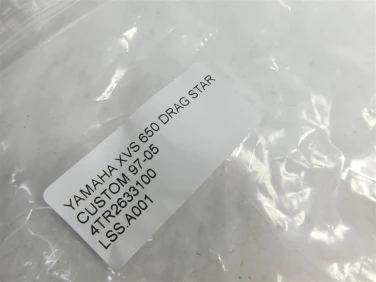 YAMAHA XVS 650 DRAG STAR
CUSTOM 97-05
4TR2633100
LSS.A001